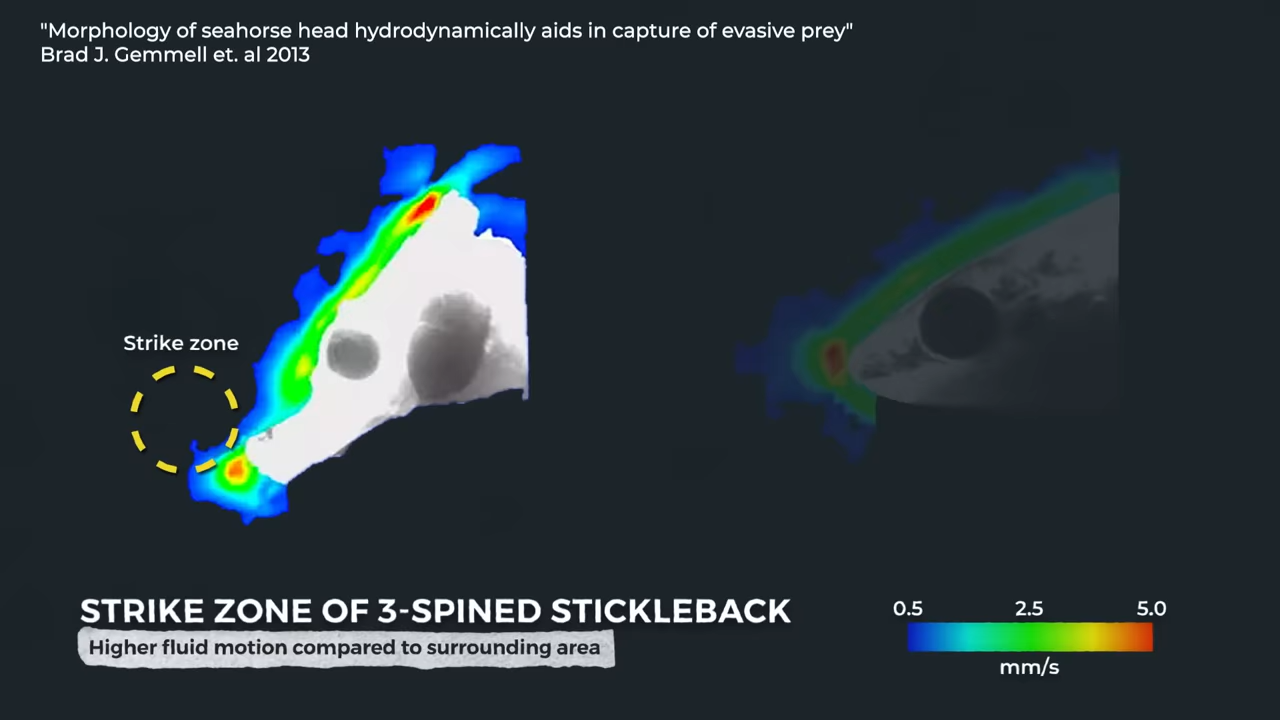 "Morphology of seahorse head hydrodynamically aids in capture of evasive prey"
Brad J. Gemmell et. al 2013
Strike zone
STRIKE ZONE OF 3-SPINED STICKLEBACK
Higher fluid motion compared to surrounding area
0.5 2.5 5.0
mm/s